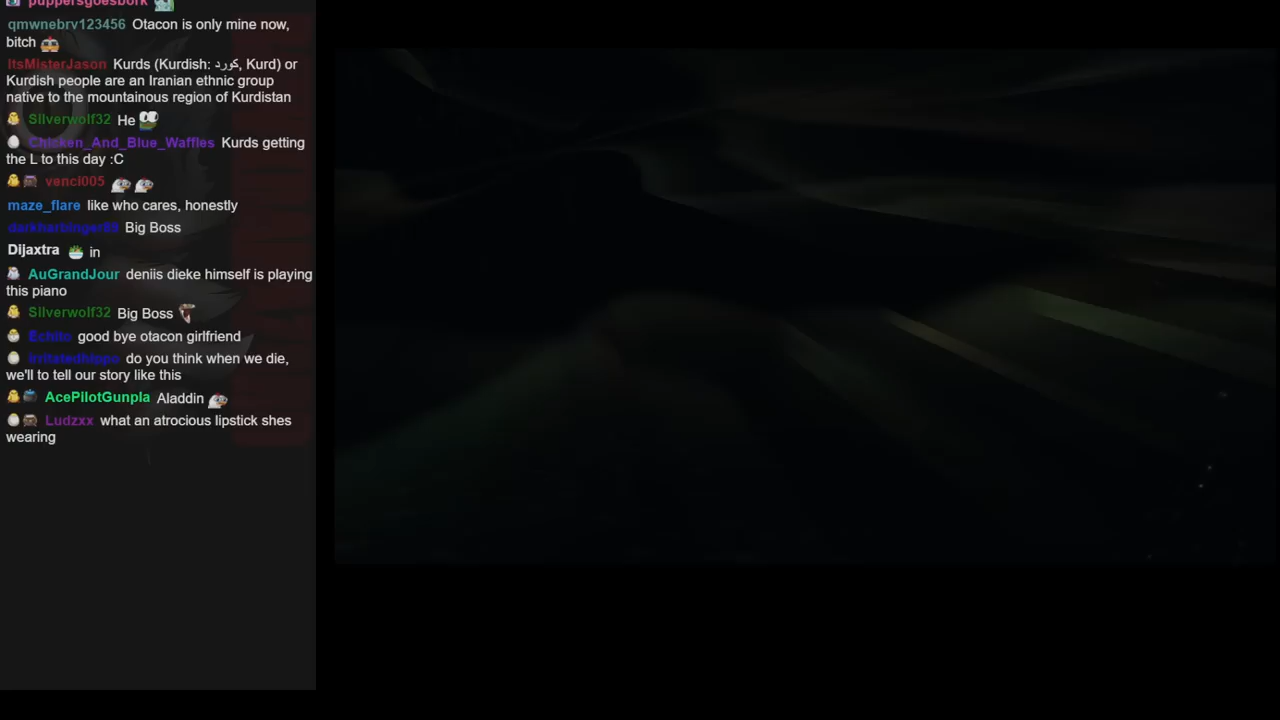 puppersgoesbork
qmwnebrv123456 Otacon is only mine now,
bitch
ItsMisterJason Kurds (Kurdish: کورد, Kurd) or
Kurdish people are an Iranian ethnic group
native to the mountainous region of Kurdistan
SIlverwolf32 He
Chicken_And_Blue_Waffles Kurds getting
the L to this day :C
venci005
maze_flare like who cares, honestly
darkharbinger88 Big Boss
Dijaxtra in
AuGrandJour deniis dieke himself is playing
this piano
SIlverwolf32 Big Boss
Echito good bye otacon girlfriend
Irritatedhippo do you think when we die,
we'll to tell our story like this
AcePilotGunpla Aladdin
Ludzxx what an atrocious lipstick shes
wearing